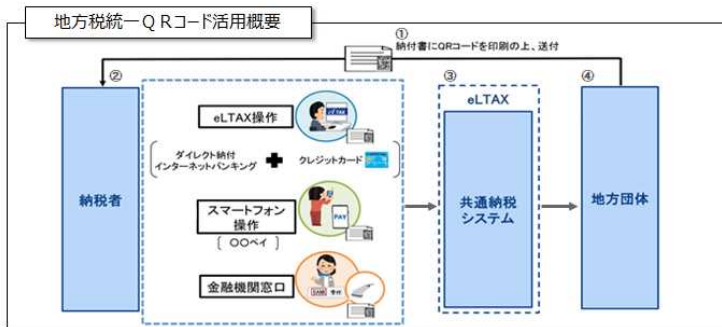 地方税統一QRコード活用概要
①
納付書にQRコードを印刷の上、送付
②
納税者
eLTAX操作
ダイレクト納付
インターネットバンキング
クレジットカード
スマートフォン
操作
〔 〇〇ペイ 〕
PAY
金融機関窓口
③
eLTAX
共通納税
システム
④
地方団体